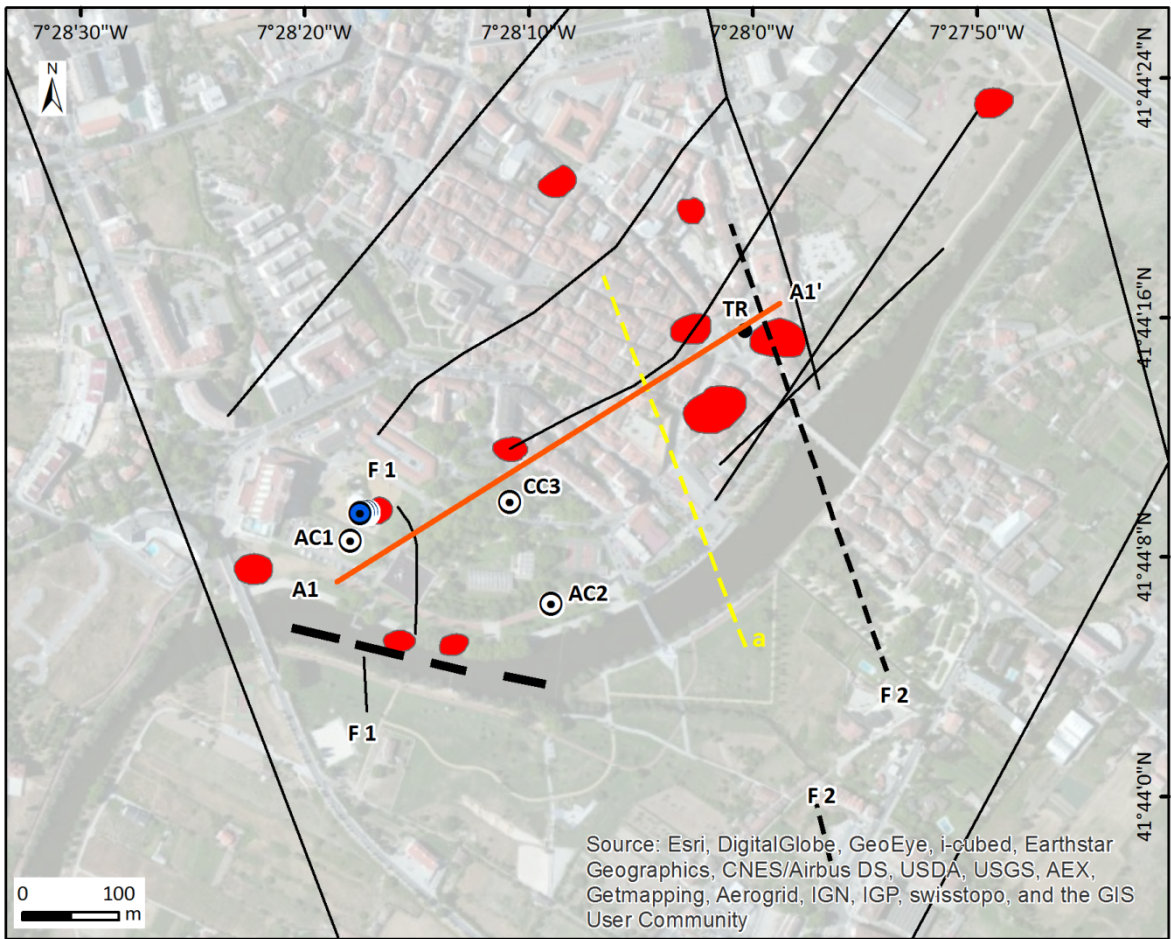 7°28'30"W
7°28'20"W
7°28'10"W
7°28'0"W
7°27'50"W
N
41°44'24"N
41°44'16"N
A1'
TR
F 1
CC3
AC1
41°44'8"N
A1
AC2
a
F 2
F 1
F 2
41°44'0"N
Source: Esri, DigitalGlobe, GeoEye, i-cubed, Earthstar
Geographics, CNES/Airbus DS, USDA, USGS, AEX,
Getmapping, Aerogrid, IGN, IGP, swisstopo, and the GIS
User Community
0 100
m